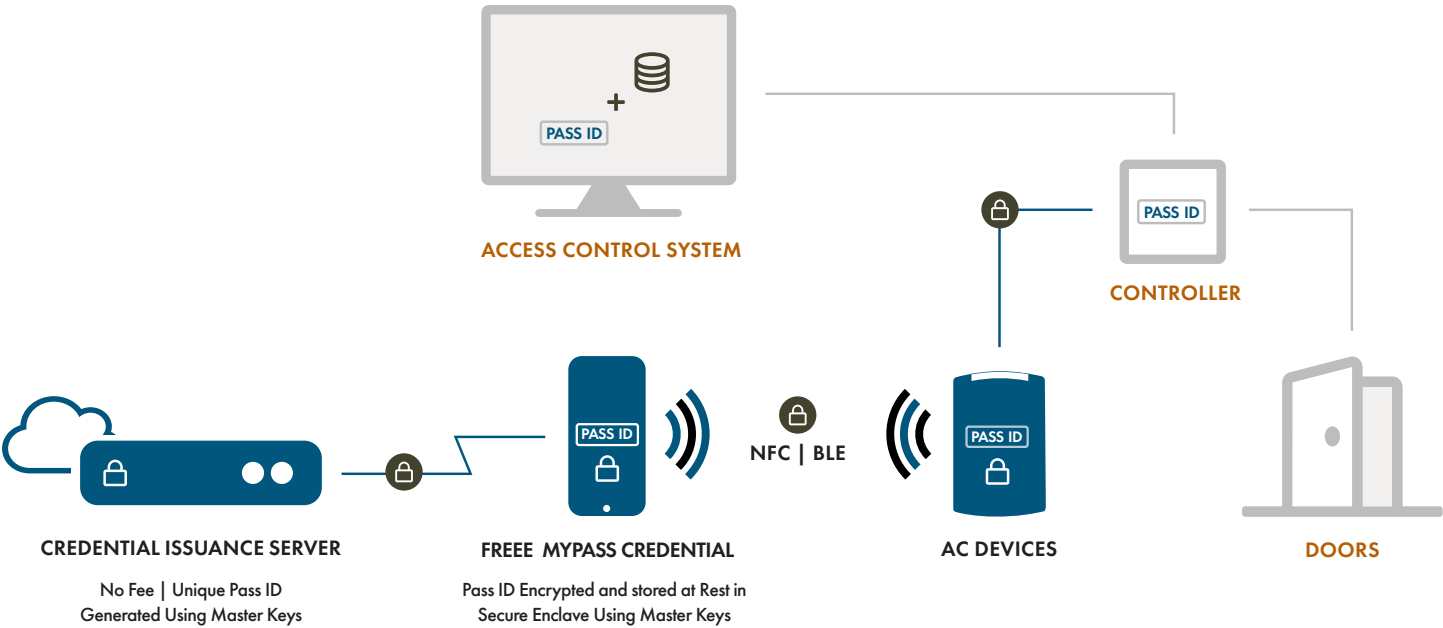 PASS ID
ACCESS CONTROL SYSTEM
PASS ID
CONTROLLER
PASS ID
NFC | BLE
PASS ID
CREDENTIAL ISSUANCE SERVER
No Fee | Unique Pass ID
Generated Using Master Keys
FREEE MYPASS CREDENTIAL
Pass ID Encrypted and stored at Rest in
Secure Enclave Using Master Keys
AC DEVICES
DOORS